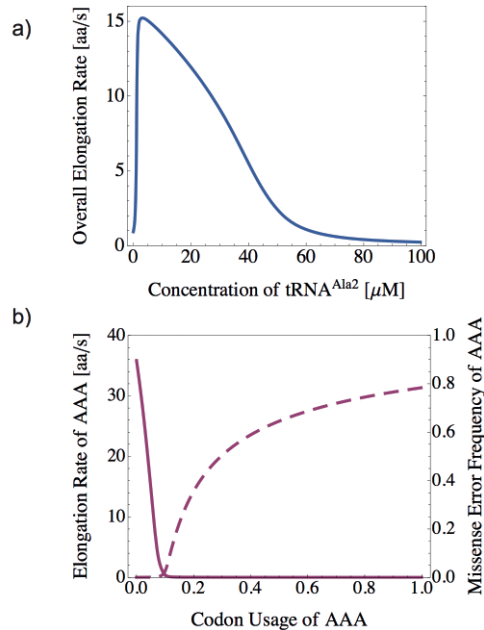 a)
Overall Elongation Rate [aa/s]
15
10
5
0
0 20 40 60 80 100
Concentration of tRNA^Ala2 [μM]
b)
Elongation Rate of AAA [aa/s]
40
30
20
10
0
Missense Error Frequency of AAA
1.0
0.8
0.6
0.4
0.2
0.0
0.0 0.2 0.4 0.6 0.8 1.0
Codon Usage of AAA